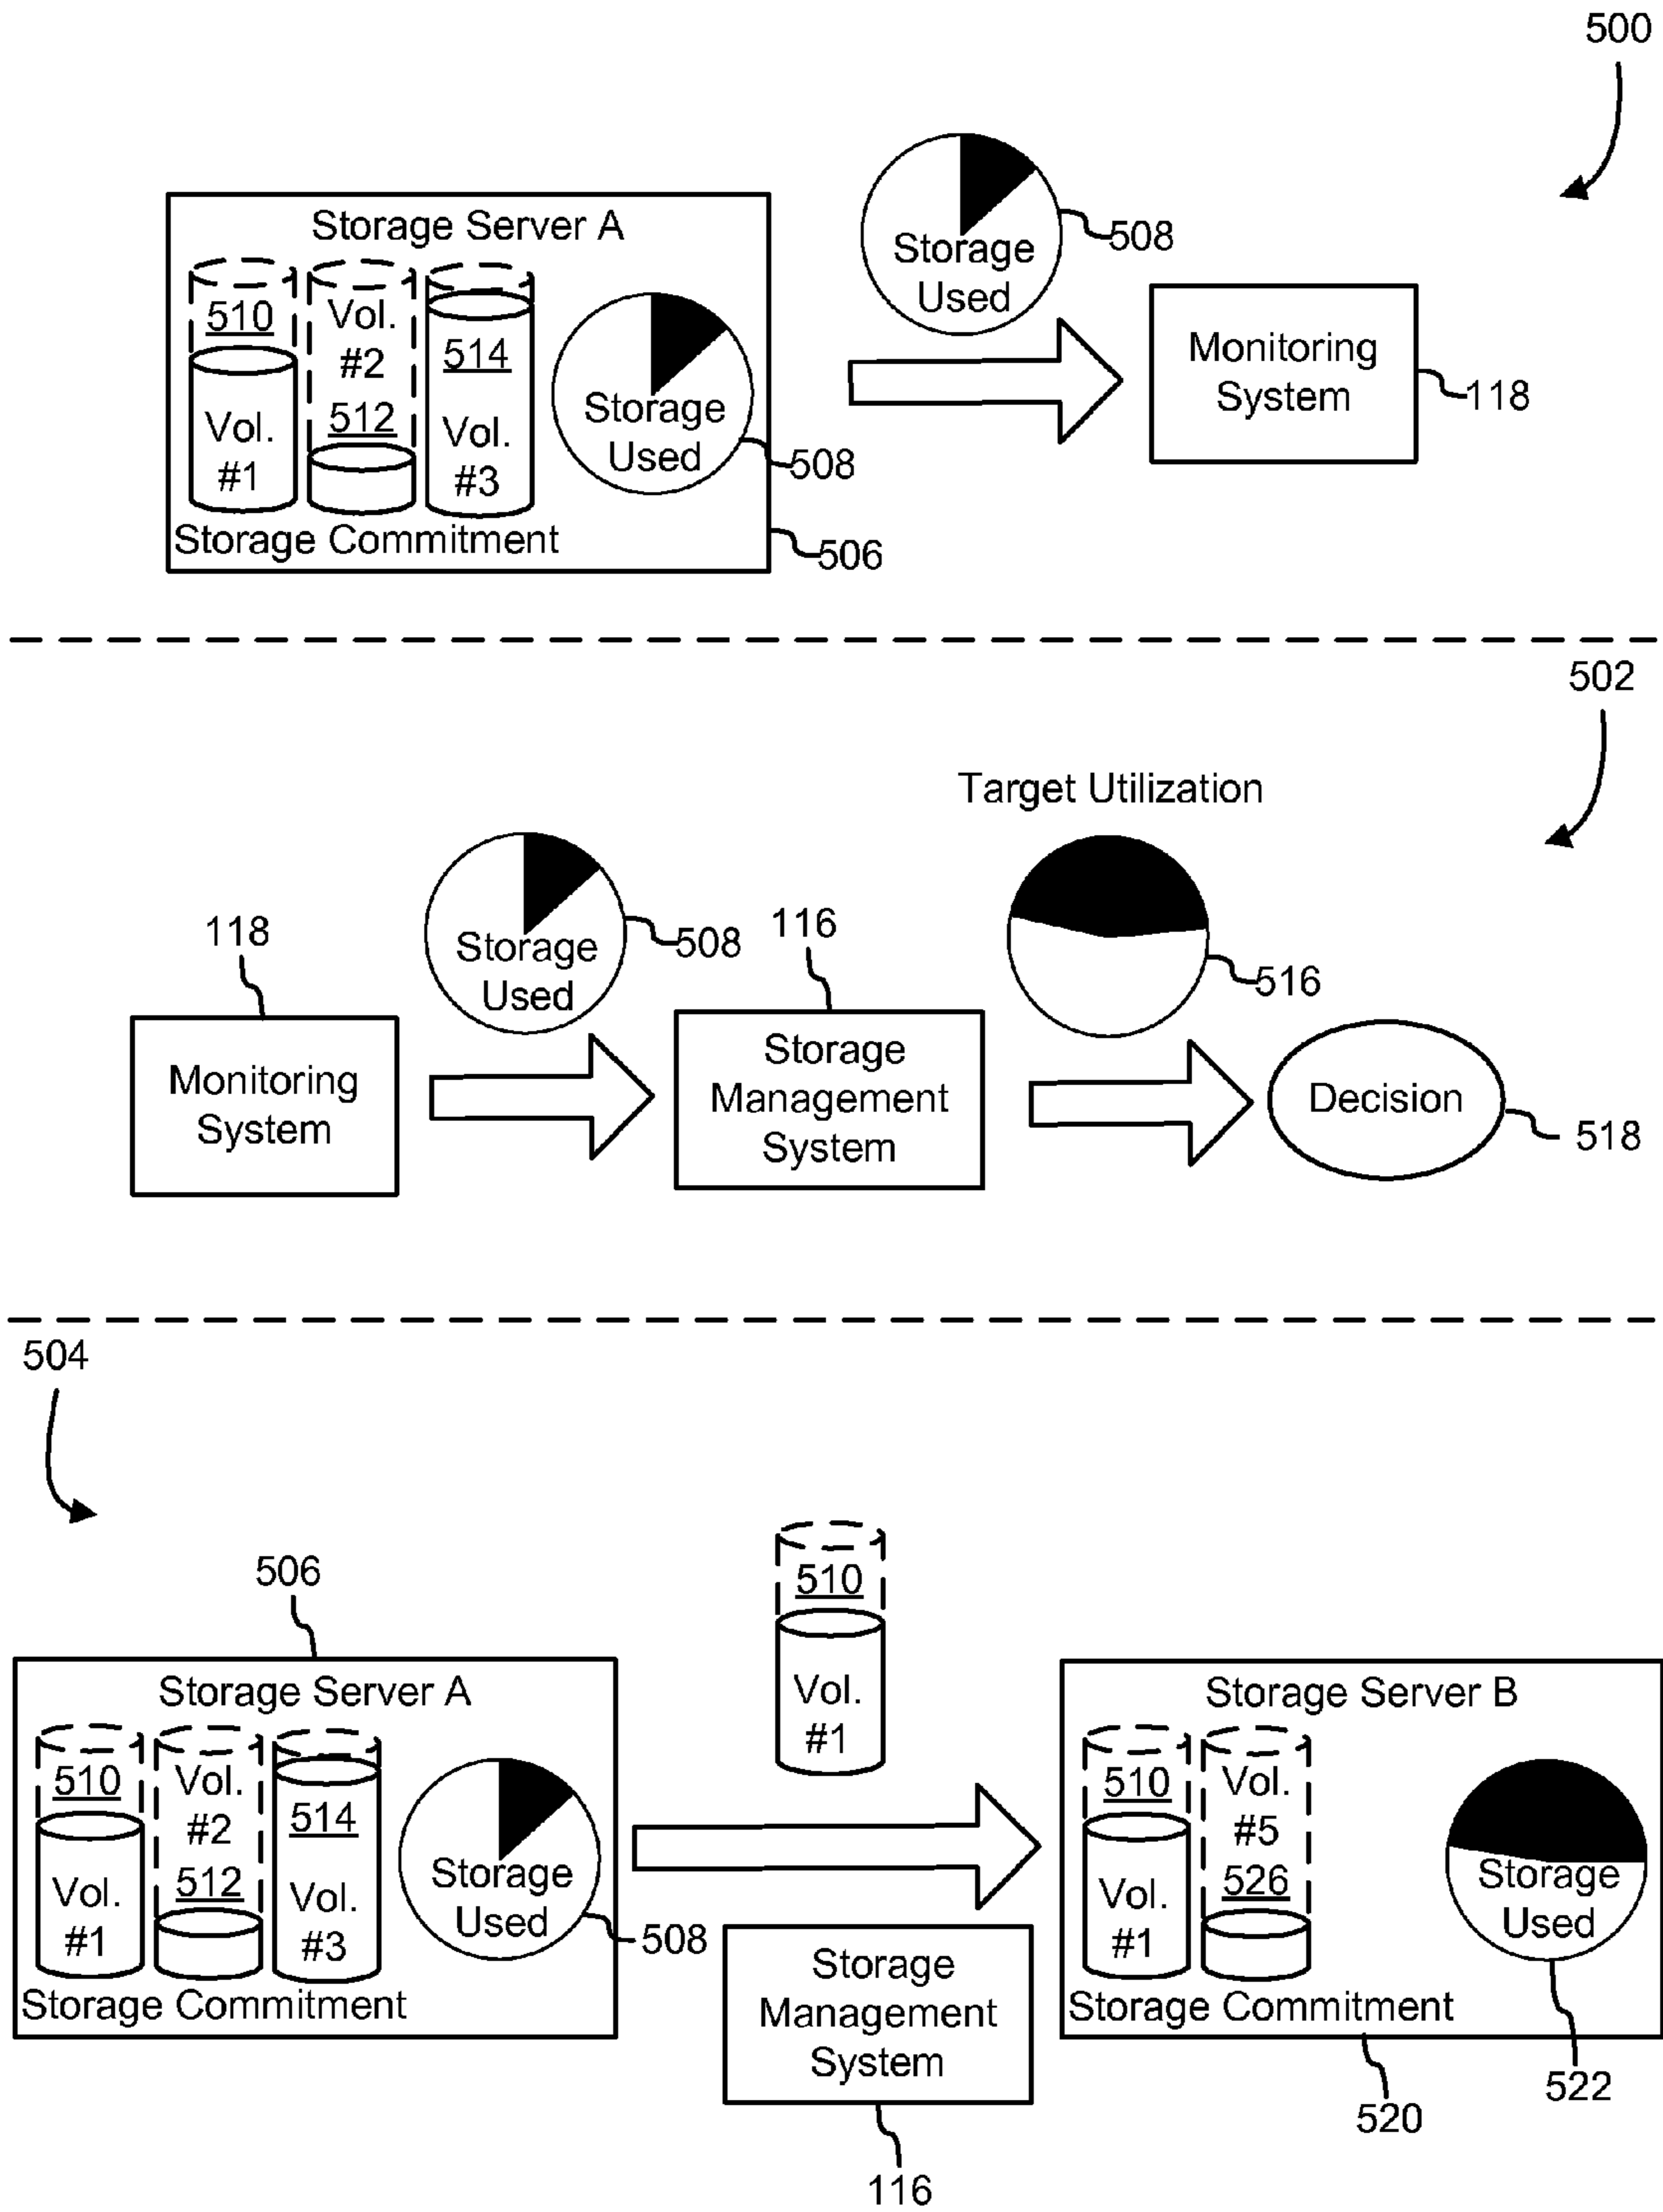 500
Storage Server A
510
Vol.
#1
Vol.
#2
512
514
Vol.
#3
Storage
Used
508
Storage Commitment
506
Storage
Used
508
Monitoring
System
118
502
Target Utilization
118
Monitoring
System
Storage
Used
508
116
Storage
Management
System
516
Decision
518
504
506
Storage Server A
510
Vol.
#1
Vol.
#2
512
514
Vol.
#3
Storage
Used
508
Storage Commitment
510
Vol.
#1
Storage
Management
System
116
Storage Server B
510
Vol.
#1
Vol.
#5
526
Storage
Used
Storage Commitment
522
520